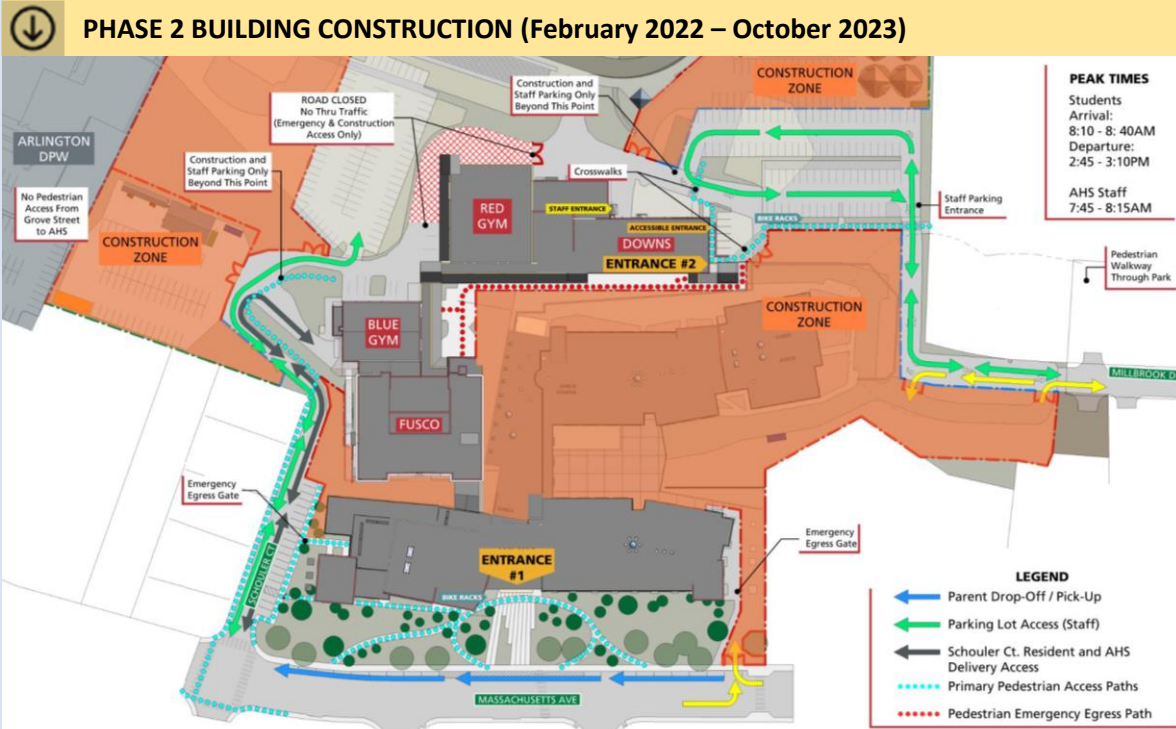 PHASE 2 BUILDING CONSTRUCTION (February 2022 – October 2023)
ARLINGTON
DPW
No Pedestrian
Access From
Grove Street
to AHS
CONSTRUCTION
ZONE
Construction and
Staff Parking Only
Beyond This Point
ROAD CLOSED
No Thru Traffic
(Emergency & Construction
Access Only)
Construction and
Staff Parking Only
Beyond This Point
CONSTRUCTION
ZONE
PEAK TIMES
Students
Arrival:
8:10 - 8: 40AM
Departure:
2:45 - 3:10PM
AHS Staff
7:45 - 8:15AM
Crosswalks
RED
GYM
STAFF ENTRANCE
ACCESSIBLE ENTRANCE
DOWNS
ENTRANCE #2
BIKE RACKS
Staff Parking
Entrance
Pedestrian
Walkway
Through Park
CONSTRUCTION
ZONE
BLUE
GYM
FUSCO
MILLBROOK D
Emergency
Egress Gate
SCHOULER CT
ENTRANCE
#1
BIKE RACKS
Emergency
Egress Gate
MASSACHUSETTS AVE
LEGEND
Parent Drop-Off / Pick-Up
Parking Lot Access (Staff)
Schouler Ct. Resident and AHS
Delivery Access
Primary Pedestrian Access Paths
Pedestrian Emergency Egress Path